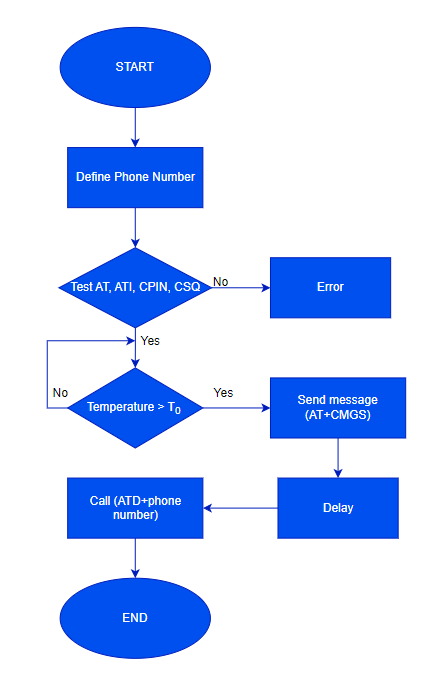 START
Define Phone Number
Test AT, ATI, CPIN, CSQ
No
Error
Yes
No
Temperature > T0
Yes
Send message
(AT+CMGS)
Call (ATD+phone
number)
Delay
END